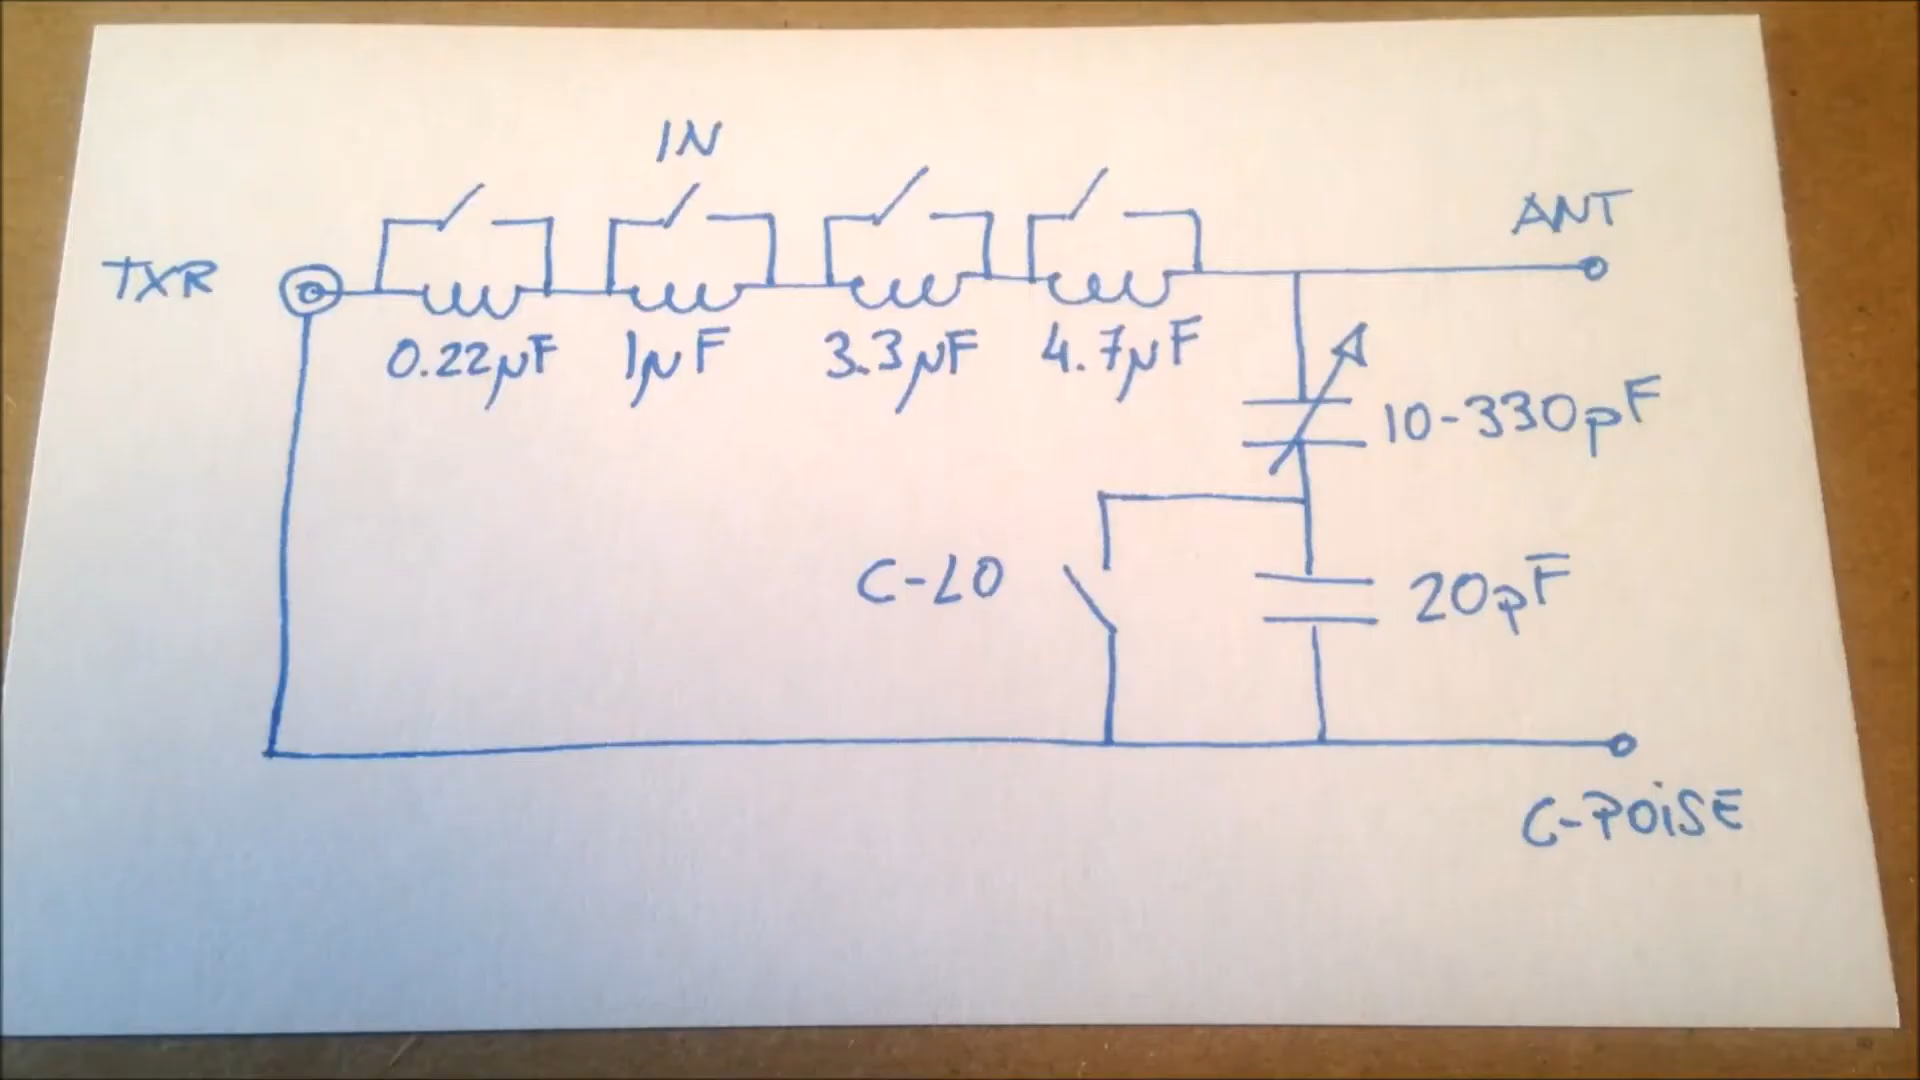 IN
ANT
TXR
0.22µF 1µF 3.3µF 4.7µF
10-330pF
C-LO
20pF
C-POiSE